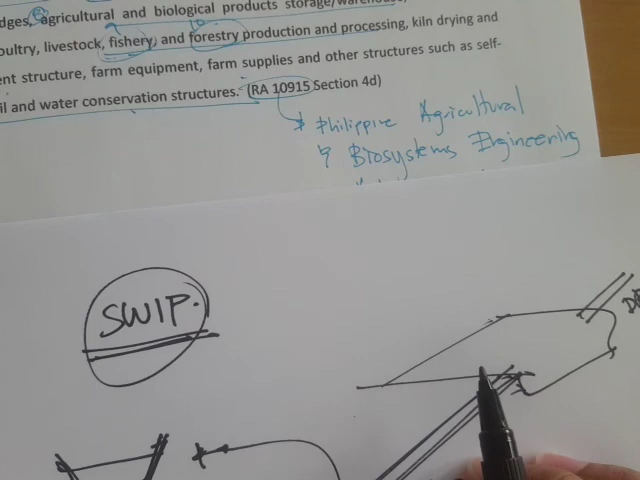 dges, agricultural and biological products storage/warehouse,
oultry, livestock, fishery, and forestry production and processing, kiln drying and
ent structure, farm equipment, farm supplies and other structures such as self-
il and water conservation structures. (RA 10915 Section 4d)
Philippine Agricultural
& Biosystems Engineering
SWIP.